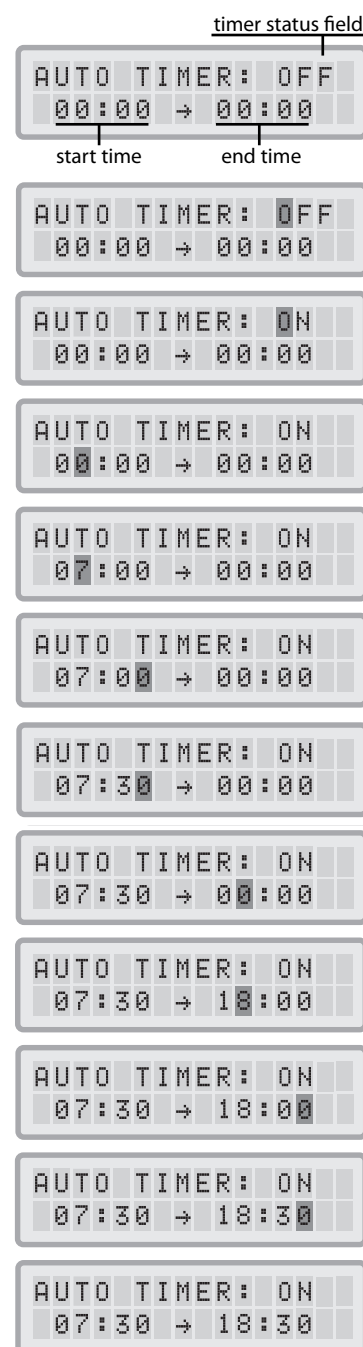 timer status field
AUTO TIMER: OFF
00:00 → 00:00
start time end time
AUTO TIMER: OFF
00:00 → 00:00
AUTO TIMER: ON
00:00 → 00:00
AUTO TIMER: ON
00:00 → 00:00
AUTO TIMER: ON
07:00 → 00:00
AUTO TIMER: ON
07:00 → 00:00
AUTO TIMER: ON
07:30 → 00:00
AUTO TIMER: ON
07:30 → 00:00
AUTO TIMER: ON
07:30 → 18:00
AUTO TIMER: ON
07:30 → 18:00
AUTO TIMER: ON
07:30 → 18:30
AUTO TIMER: ON
07:30 → 18:30